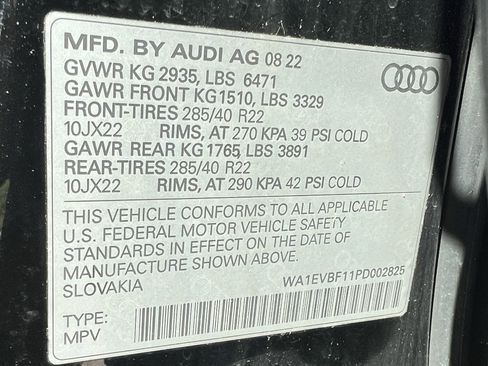 MFD. BY AUDI AG 08 22
GVWR KG 2935, LBS 6471
GAWR FRONT KG1510, LBS 3329
FRONT-TIRES 285/40 R22
10JX22 RIMS, AT 270 KPA 39 PSI COLD
GAWR REAR KG 1765, LBS 3891
REAR-TIRES 285/40 R22
10JX22 RIMS, AT 290 KPA 42 PSI COLD
THIS VEHICLE CONFORMS TO ALL APPLICABLE
U.S. FEDERAL MOTOR VEHICLE SAFETY
STANDARDS IN EFFECT ON THE DATE OF
MANUFACTURE SHOWN ABOVE.
SLOVAKIA WA1EVBF11PD002825
TYPE:
MPV